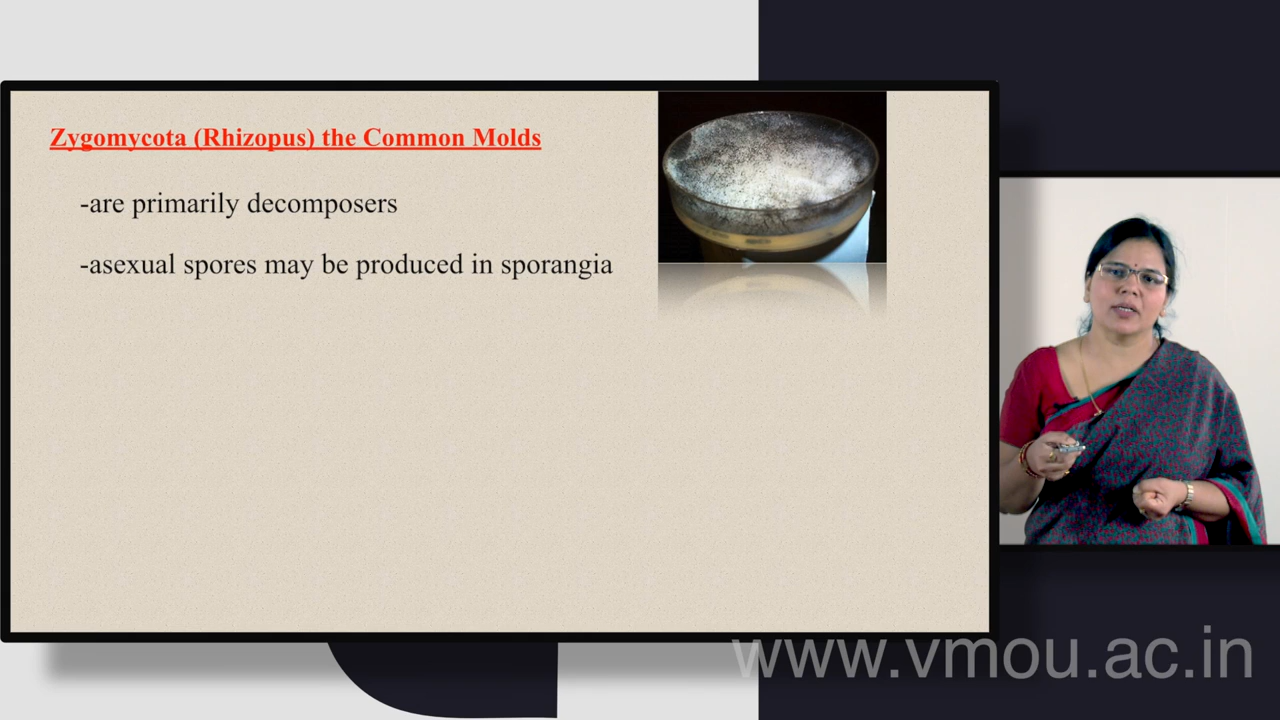 Zygomycota (Rhizopus) the Common Molds
-are primarily decomposers
-asexual spores may be produced in sporangia
www.vmou.ac.in